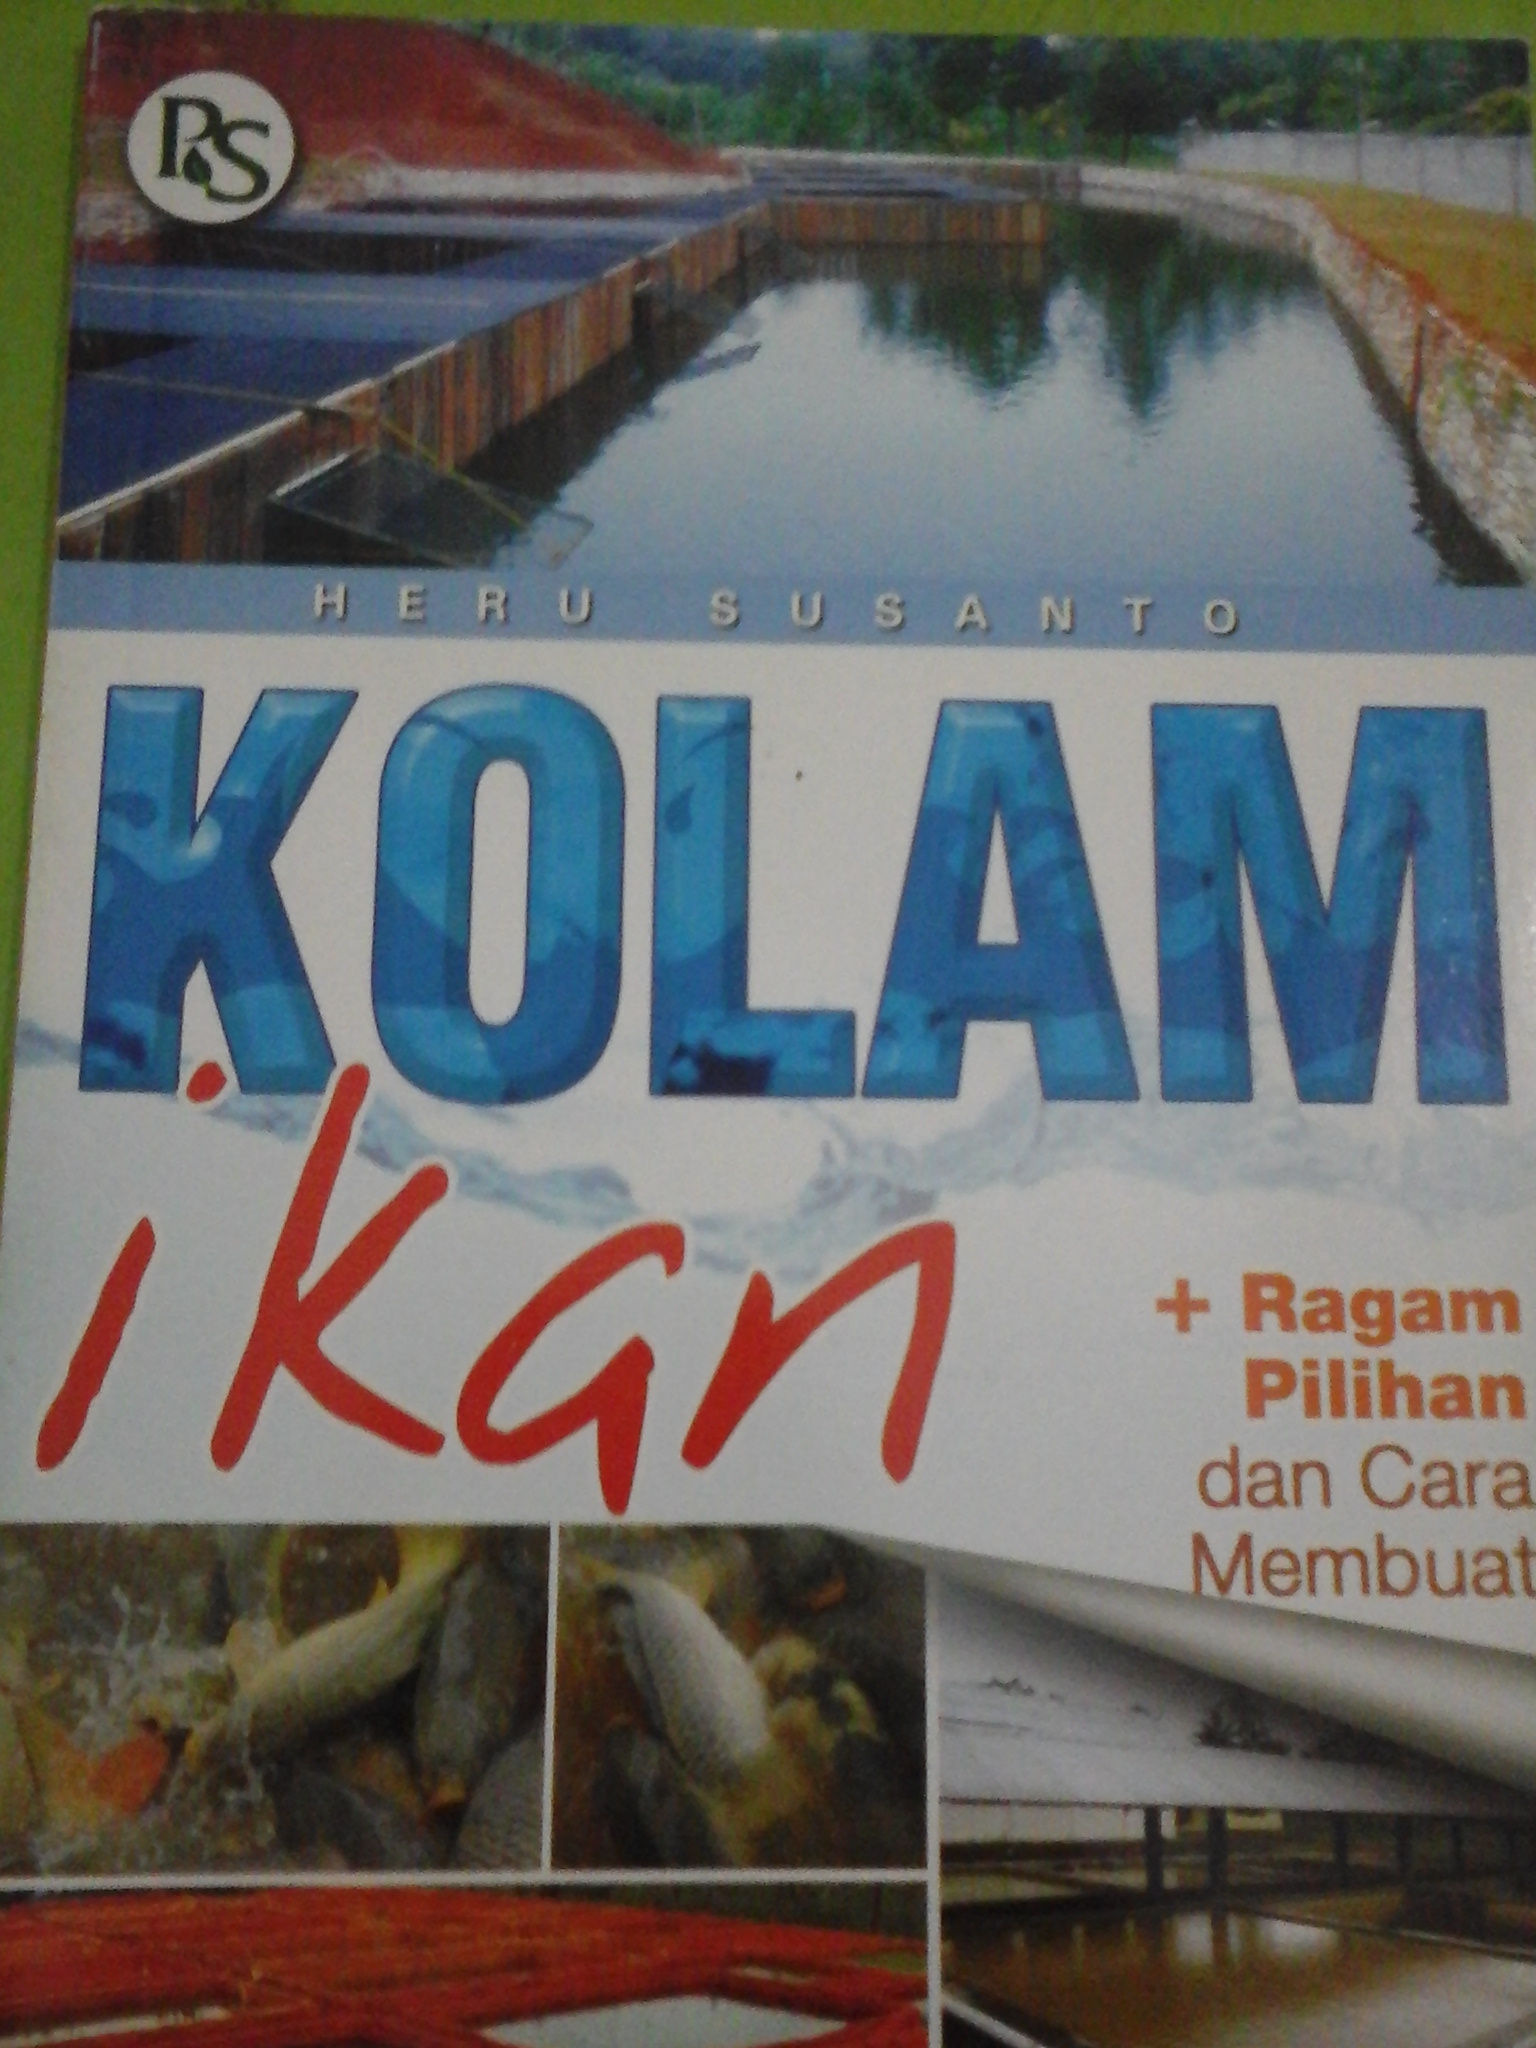 PS
HERU SUSANTO
KOLAM
ikan
+ Ragam
Pilihan
dan Cara
Membuat